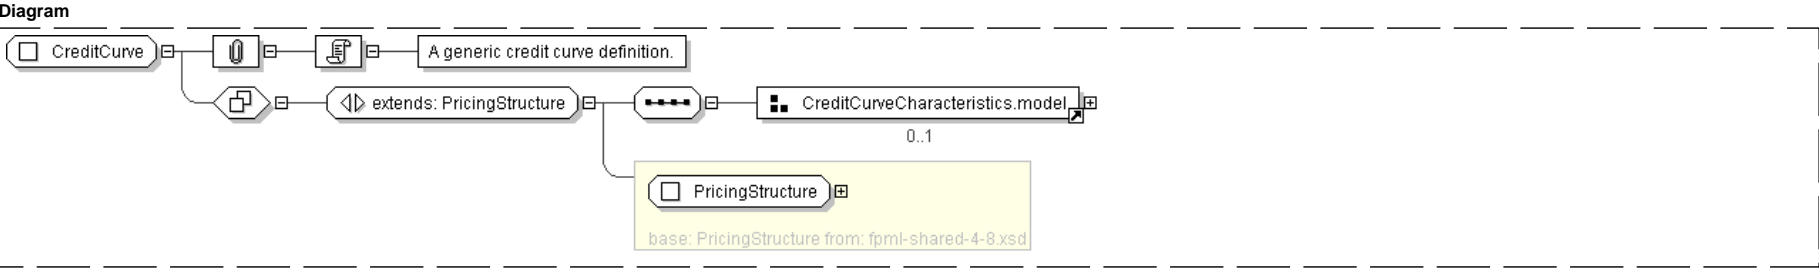 Diagram
CreditCurve
A generic credit curve definition.
extends: PricingStructure
CreditCurveCharacteristics.model
0..1
PricingStructure
base: PricingStructure from: fpml-shared-4-8.xsd